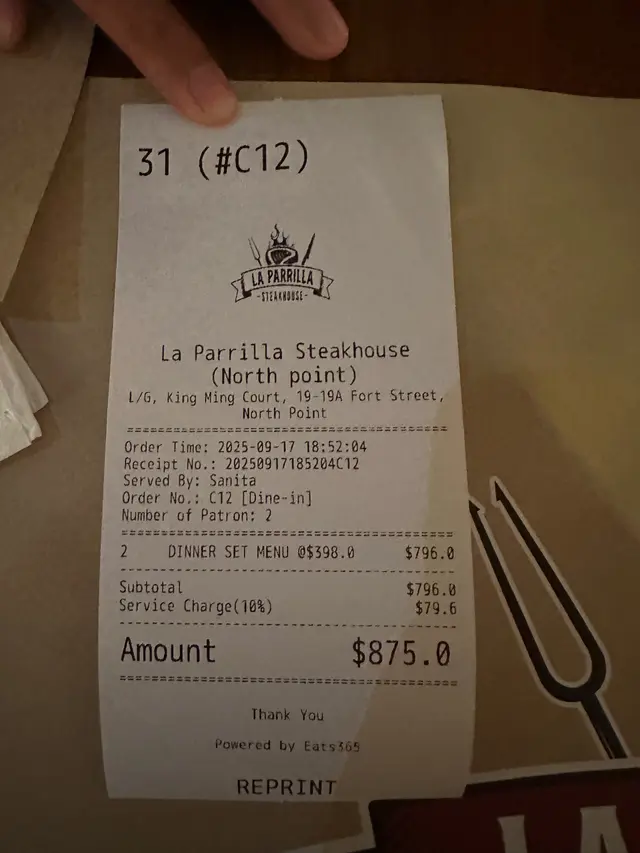 31 (#C12)
LA PARRILLA
-STEAKHOUSE-
La Parrilla Steakhouse
(North point)
L/G, King Ming Court, 19-19A Fort Street,
North Point
Order Time: 2025-09-17 18:52:04
Receipt No.: 20250917185204C12
Served By: Sanita
Order No.: C12 [Dine-in]
Number of Patron: 2
2 DINNER SET MENU @$398.0 $796.0
Subtotal $796.0
Service Charge(10%) $79.6
Amount $875.0
Thank You
Powered by Eats365
REPRINT
LA